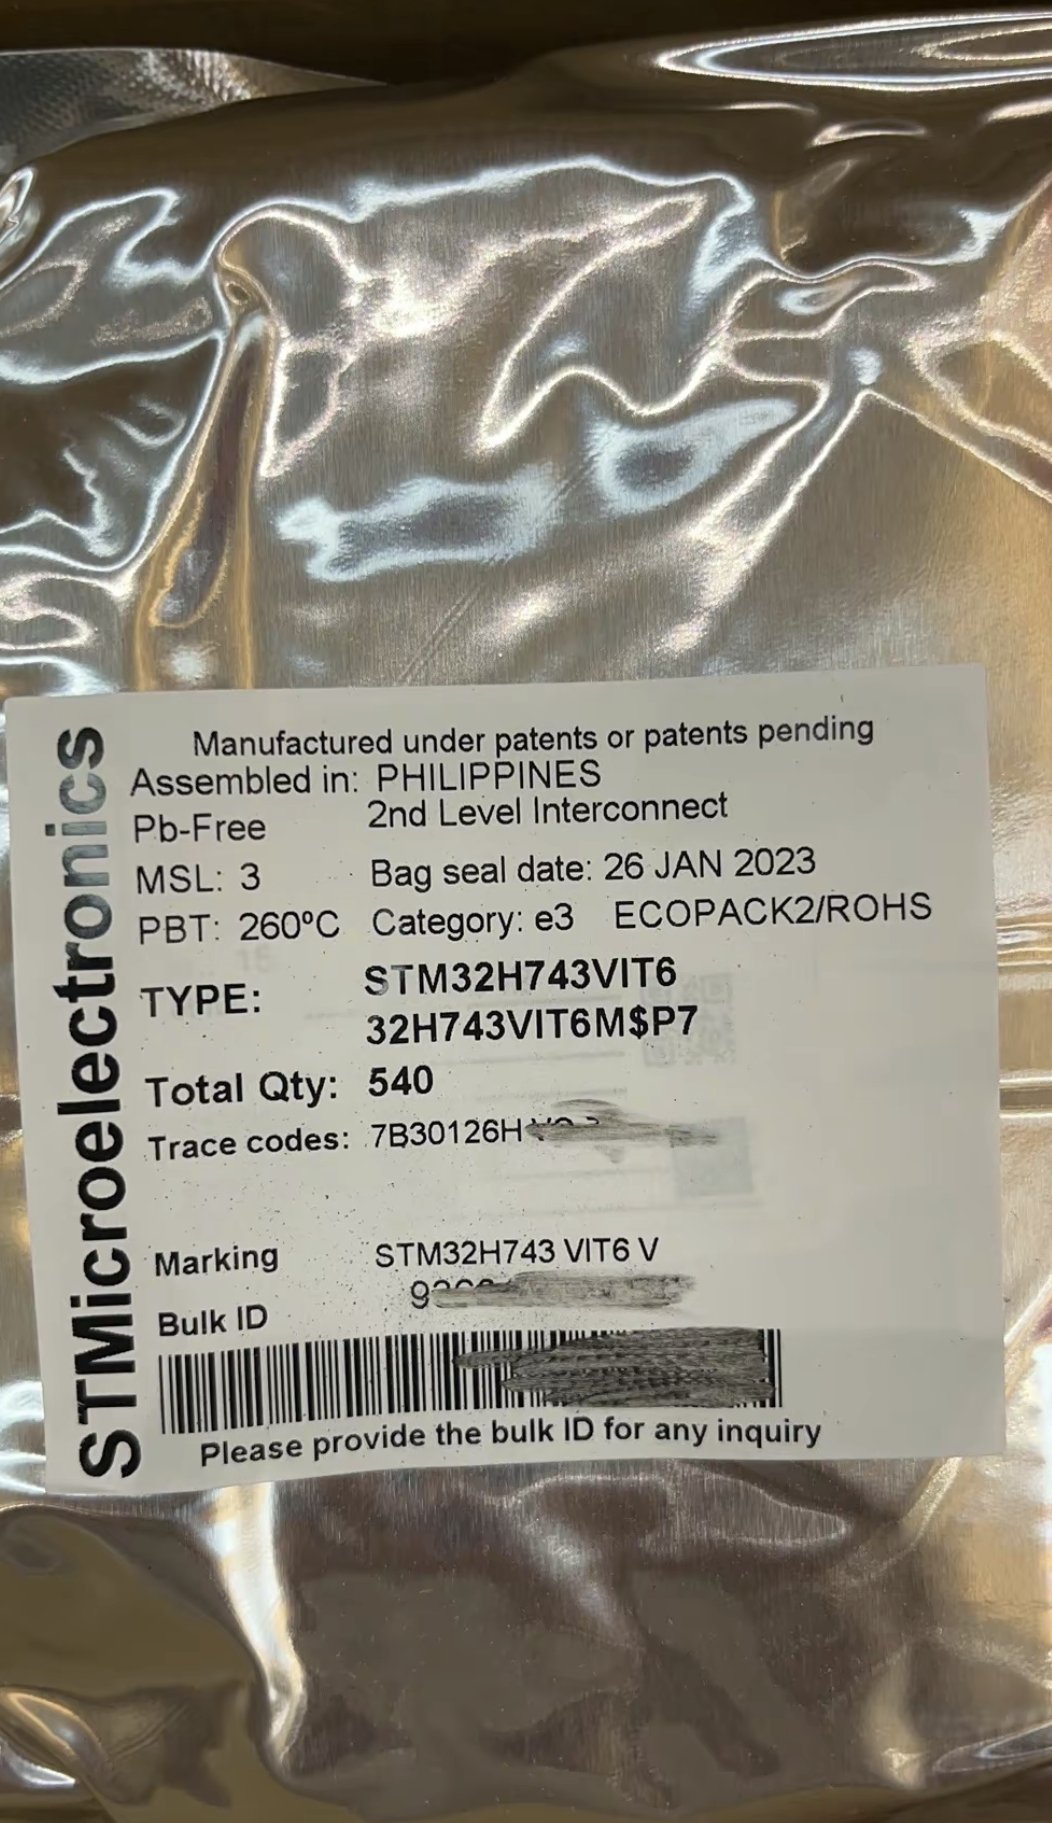 STMicroelectronics
Manufactured under patents or patents pending
Assembled in: PHILIPPINES
Pb-Free 2nd Level Interconnect
MSL: 3 Bag seal date: 26 JAN 2023
PBT: 260ºC Category: e3 ECOPACK2/ROHS
TYPE: STM32H743VIT6
32H743VIT6M$P7
Total Qty: 540
Trace codes: 7B30126H
Marking STM32H743 VIT6 V
Bulk ID
Please provide the bulk ID for any inquiry